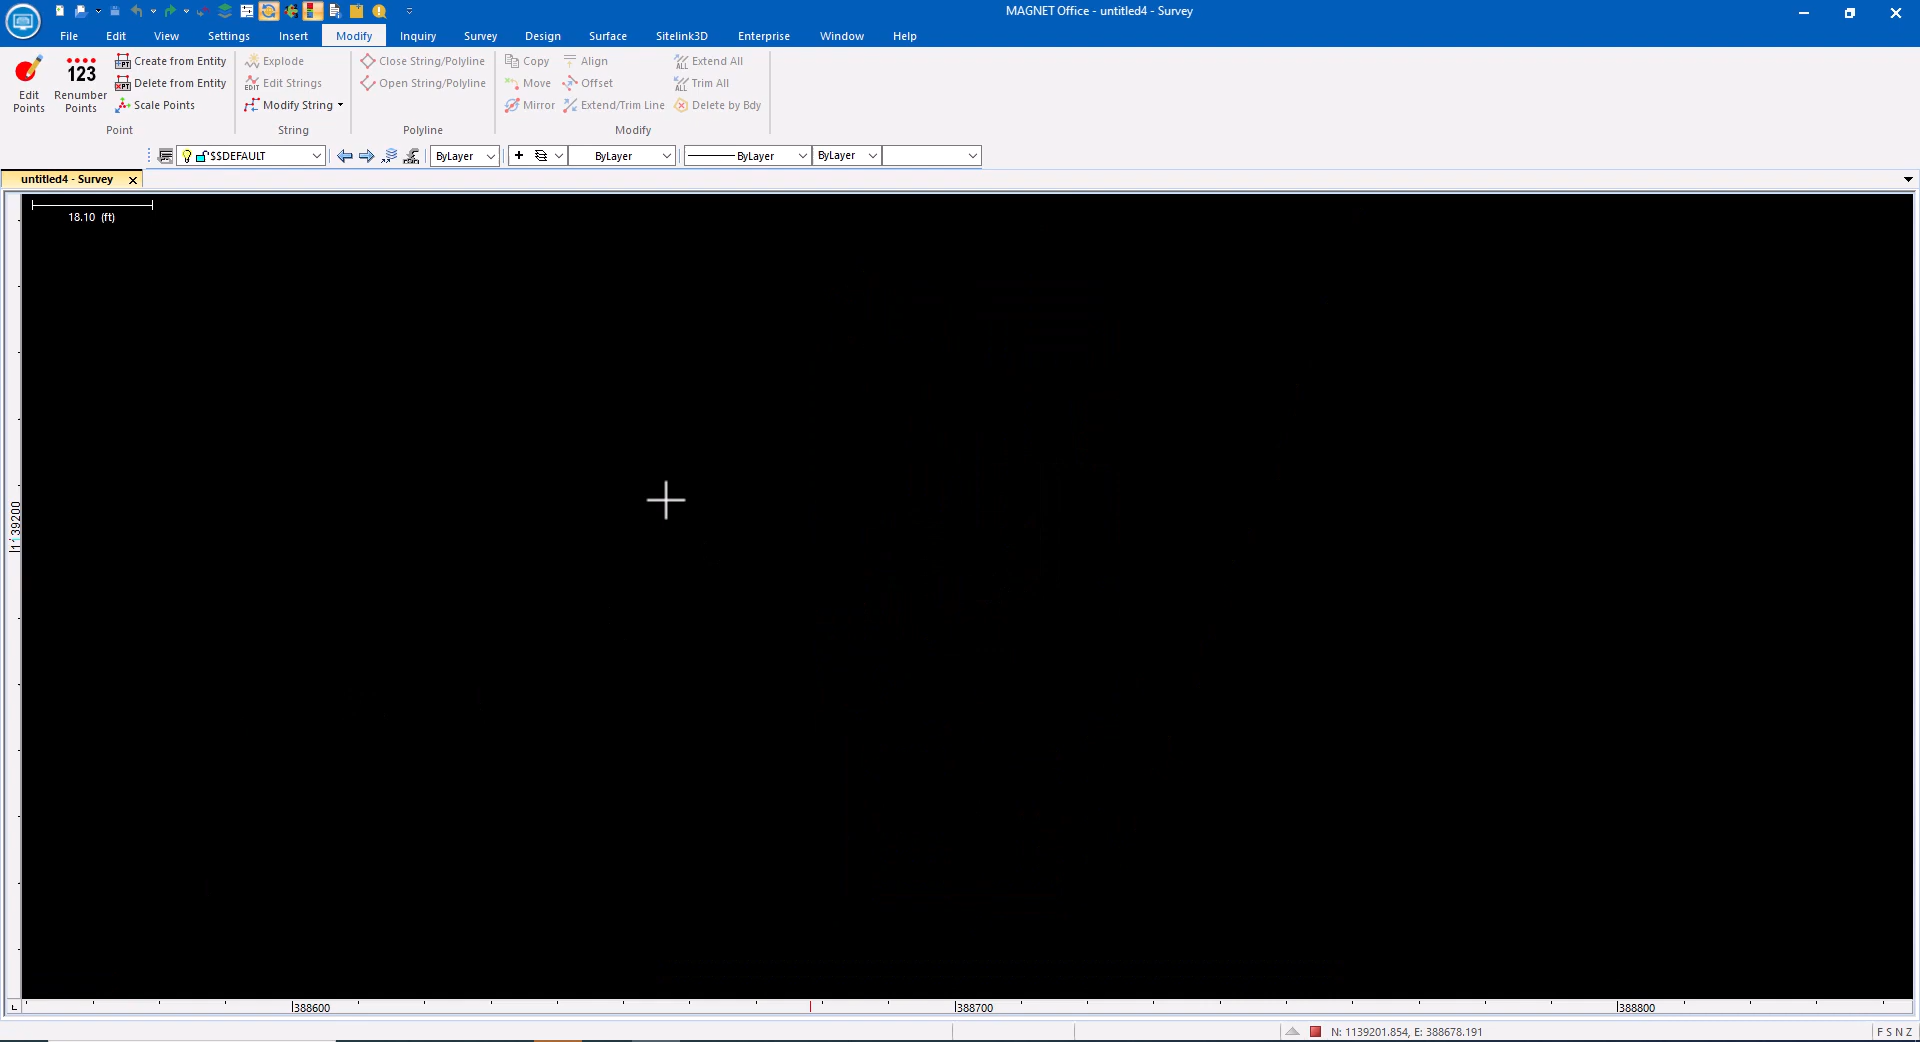 MAGNET Office - untitled4 - Survey
File Edit View Settings Insert Modify Inquiry Survey Design Surface Sitelink3D Enterprise Window Help
Edit Points
123 Renumber Points
PT Create from Entity
Delete from Entity
Scale Points
Point
Explode
EDIT Edit Strings
Modify String
String
Close String/Polyline
Open String/Polyline
Polyline
Copy Align ALL Extend All
Move Offset ALL Trim All
Mirror Extend/Trim Line Delete by Bdy
Modify
$$DEFAULT ByLayer ByLayer ByLayer ByLayer
untitled4 - Survey
18.10 (ft)
1139200
388600 388700 388800
N: 1139201.854, E: 388678.191
F S N Z